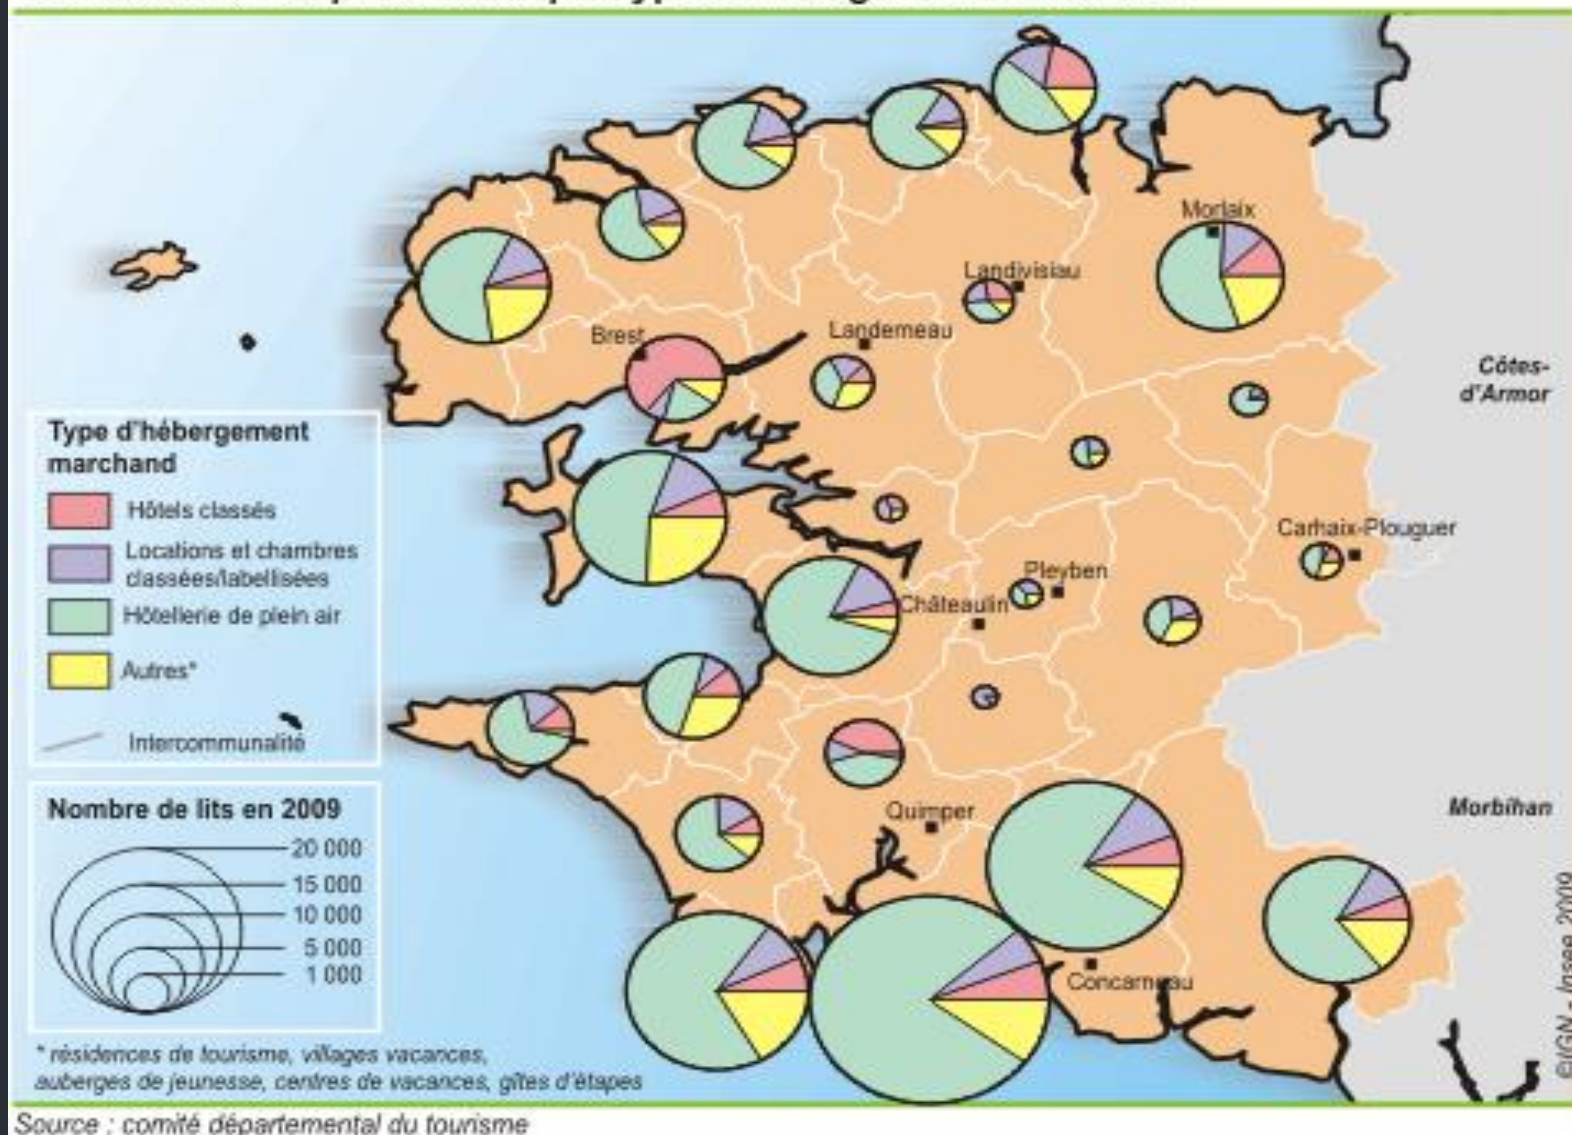 Morlaix
Landivisiau
Brest
Landerneau
Côtes-
d'Armor
Type d'hébergement
marchand
Hôtels classés
Locations et chambres
classées/labellisées
Hôtellerie de plein air
Autres*
Intercommunalité
Carhaix-Plouguer
Pleyben
Châteaulin
Nombre de lits en 2009
20 000
15 000
10 000
5 000
1 000
Quimper
Morbihan
Concarneau
©IGN - Insee 2009
* résidences de tourisme, villages vacances,
auberges de jeunesse, centres de vacances, gîtes d'étapes
Source : comité départemental du tourisme